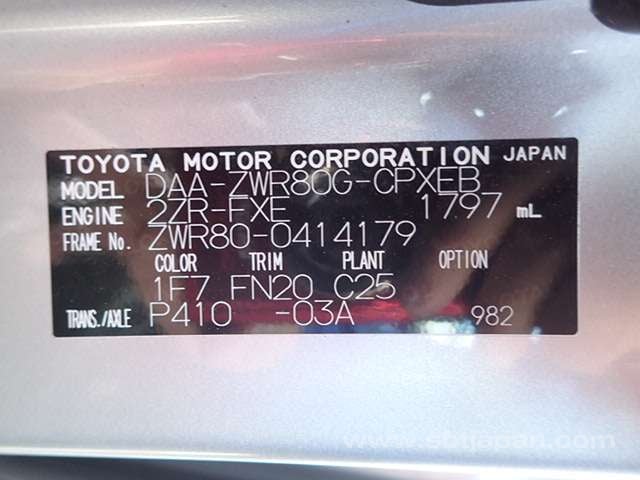 TOYOTA MOTOR CORPORATION JAPAN
MODEL DAA-ZWR80G-CPXEB
ENGINE 2ZR-FXE 1797 mL
FRAME No. ZWR80-0414179
COLOR TRIM PLANT OPTION
1F7 FN20 C25
TRANS./AXLE P410 -03A 982
www.sbtjapan.com